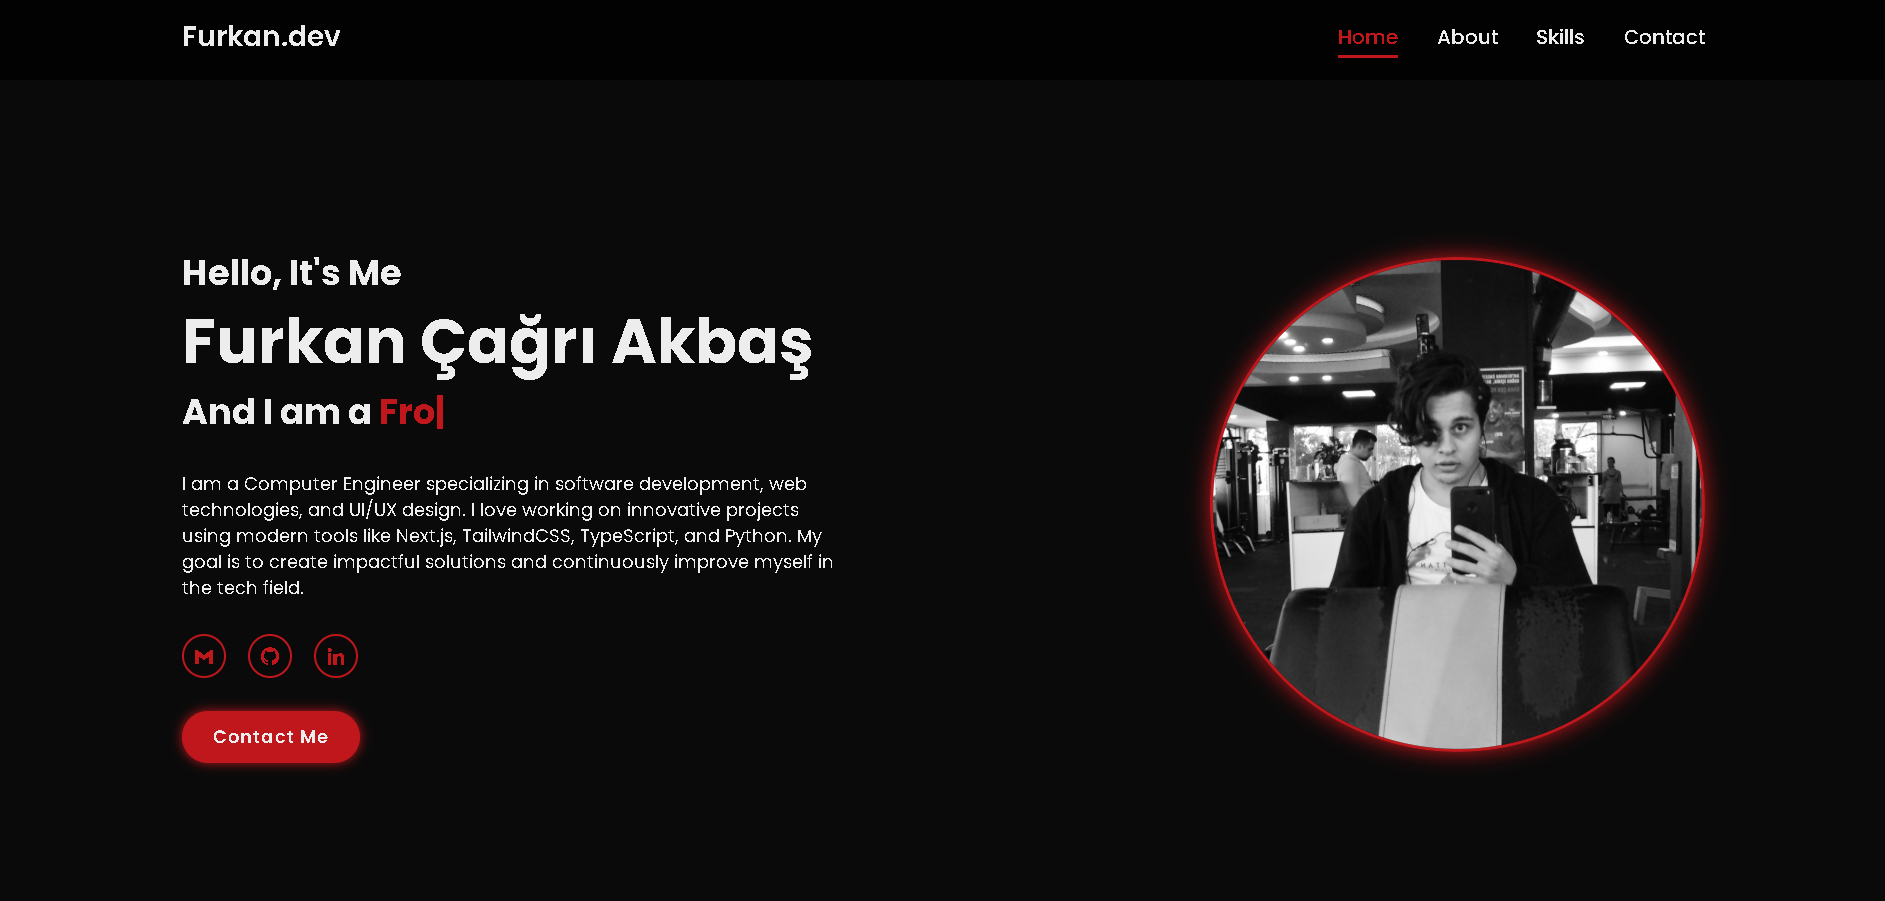 Furkan.dev
Home About Skills Contact
Hello, It's Me
Furkan Çağrı Akbaş
And I am a Fro
I am a Computer Engineer specializing in software development, web
technologies, and UI/UX design. I love working on innovative projects
using modern tools like Next.js, TailwindCSS, TypeScript, and Python. My
goal is to create impactful solutions and continuously improve myself in
the tech field.
in
Contact Me